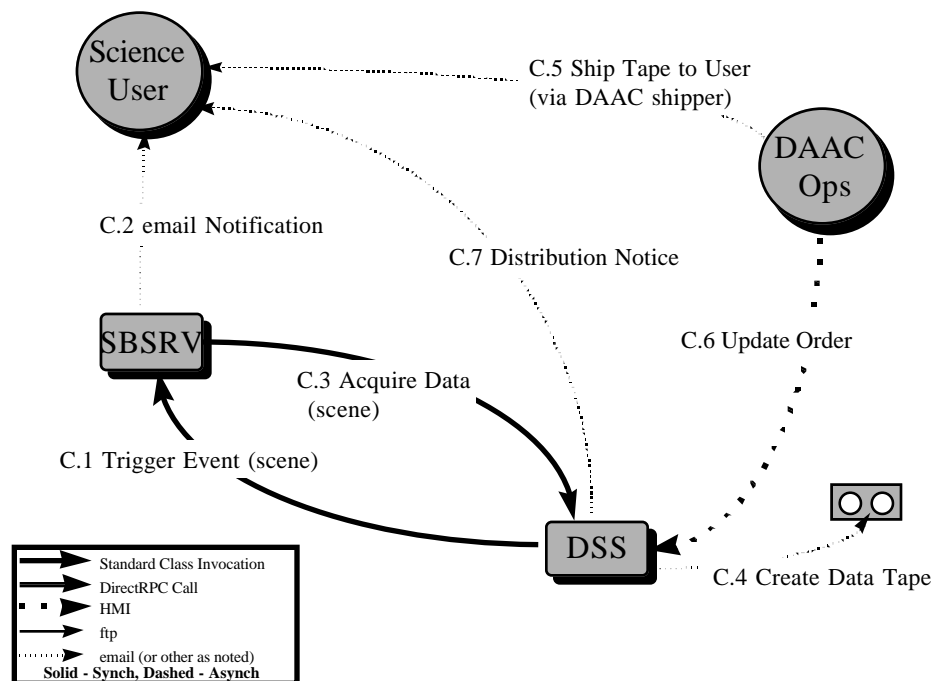 Science
User
C.5 Ship Tape to User
(via DAAC shipper)
DAAC
Ops
C.2 email Notification
C.7 Distribution Notice
SBSRV
C.6 Update Order
C.3 Acquire Data
(scene)
C.1 Trigger Event (scene)
DSS
C.4 Create Data Tape
Standard Class Invocation
DirectRPC Call
HMI
ftp
email (or other as noted)
Solid - Synch, Dashed - Asynch